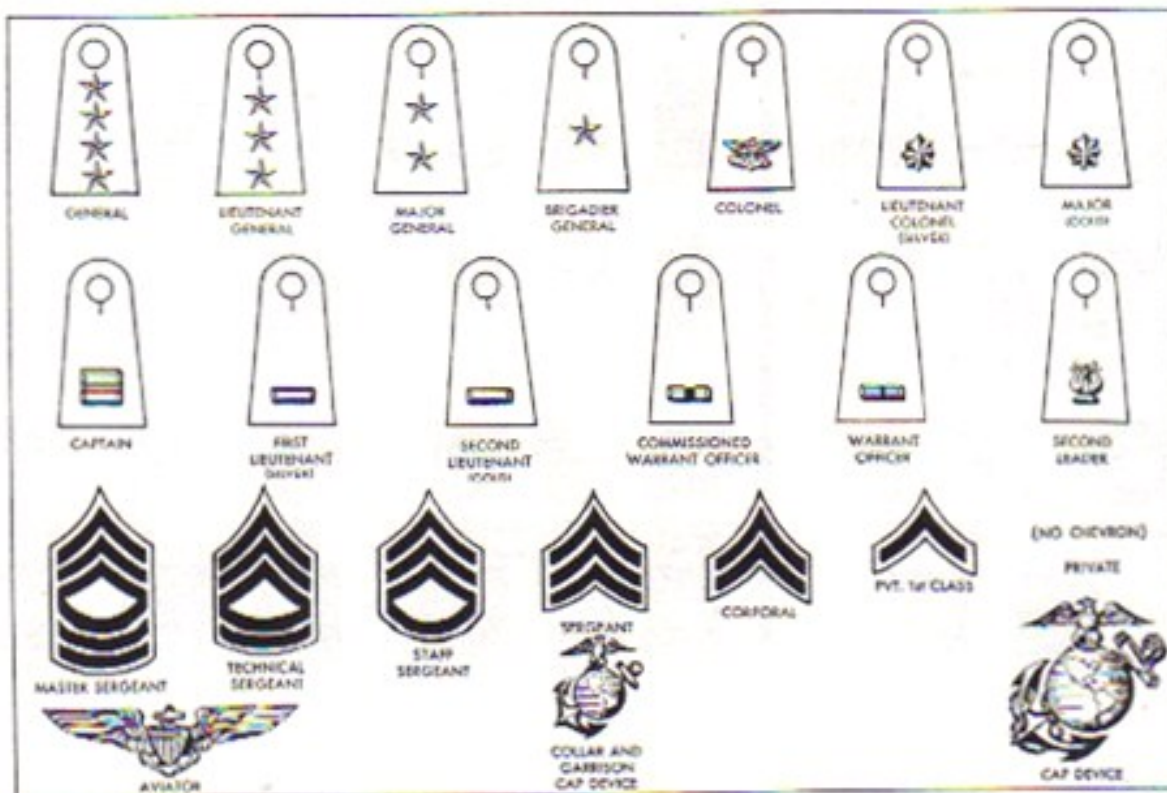 GENERAL
LIEUTENANT
GENERAL
MAJOR
GENERAL
BRIGADIER
GENERAL
COLONEL
LIEUTENANT
COLONEL
(SILVER)
MAJOR
(GOLD)
CAPTAIN
FIRST
LIEUTENANT
(SILVER)
SECOND
LIEUTENANT
(GOLD)
COMMISSIONED
WARRANT OFFICER
WARRANT
OFFICER
SECOND
LEADER
MASTER SERGEANT
TECHNICAL
SERGEANT
STAFF
SERGEANT
SERGEANT
CORPORAL
PVT. 1st CLASS
(NO CHEVRON)
PRIVATE
AVIATOR
COLLAR AND
GARRISON
CAP DEVICE
CAP DEVICE